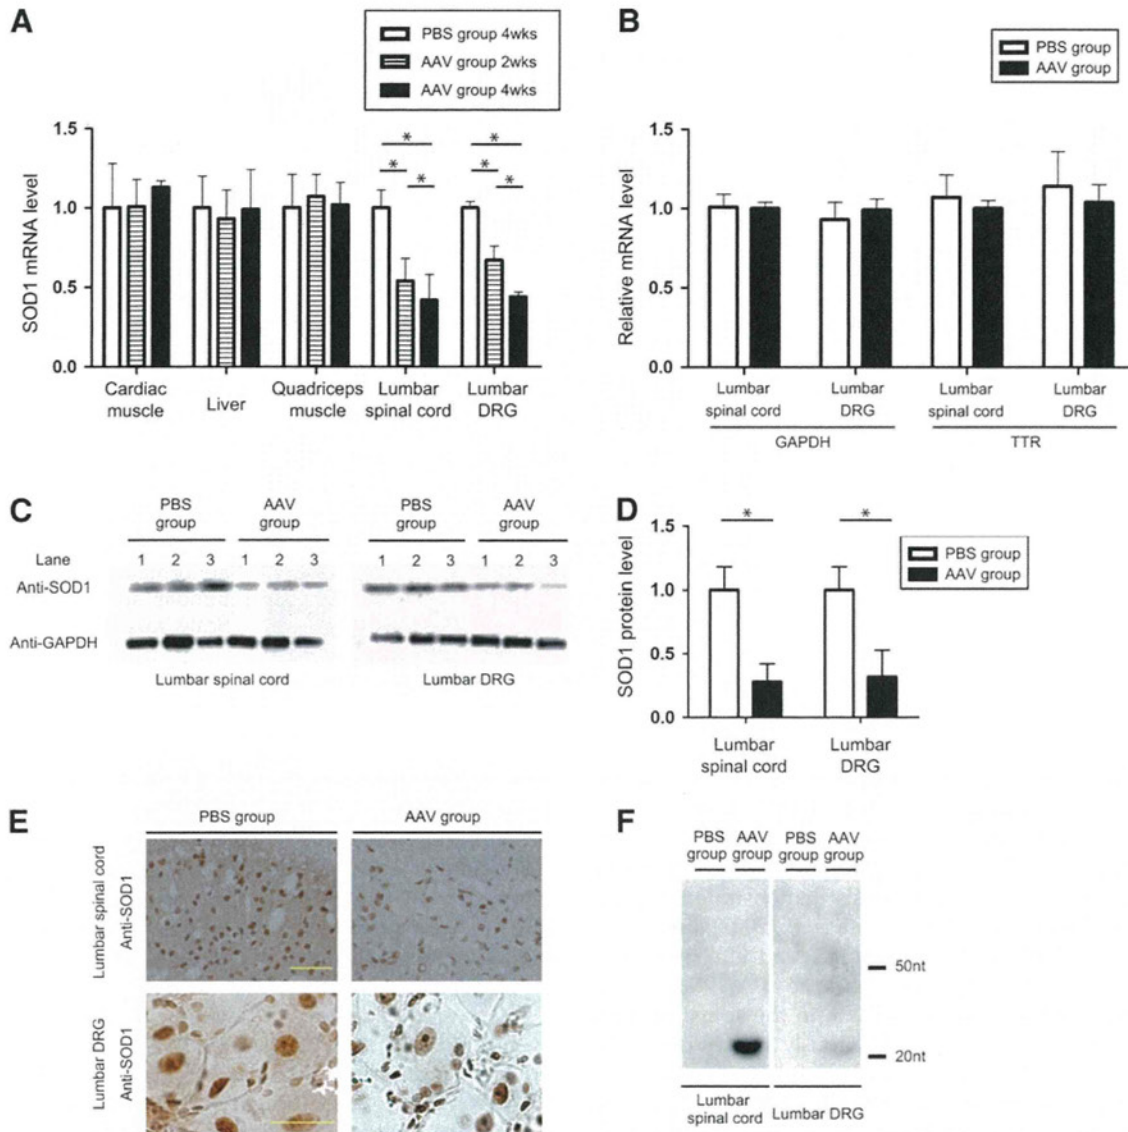 A
PBS group 4wks
AAV group 2wks
AAV group 4wks
SOD1 mRNA level
1.5
1.0
0.5
0.0
* *
* * * *
Cardiac muscle
Liver
Quadriceps muscle
Lumbar spinal cord
Lumbar DRG
B
PBS group
AAV group
Relative mRNA level
1.5
1.0
0.5
0.0
Lumbar spinal cord
Lumbar DRG
Lumbar spinal cord
Lumbar DRG
GAPDH
TTR
C
PBS group
AAV group
PBS group
AAV group
Lane 1 2 3 1 2 3 1 2 3 1 2 3
Anti-SOD1
Anti-GAPDH
Lumbar spinal cord
Lumbar DRG
D
PBS group
AAV group
SOD1 protein level
1.5
1.0
0.5
0.0
* *
Lumbar spinal cord
Lumbar DRG
E
PBS group
AAV group
Lumbar spinal cord
Anti-SOD1
Lumbar DRG
Anti-SOD1
F
PBS group
AAV group
PBS group
AAV group
50nt
20nt
Lumbar spinal cord
Lumbar DRG